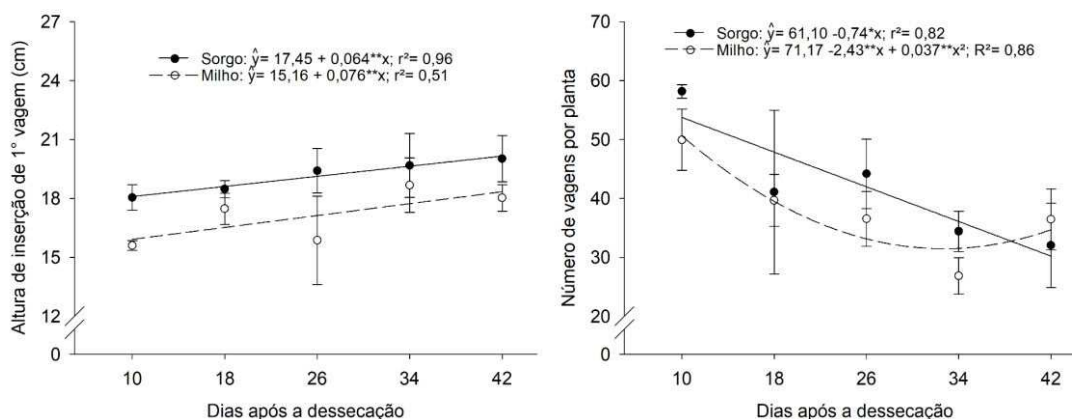 27
24
21
18
15
12
0
Altura de inserção de 1° vagem (cm)
Sorgo: ŷ= 17,45 + 0,064**x; r²= 0,96
Milho: ŷ= 15,16 + 0,076**x; r²= 0,51
10 18 26 34 42
Dias após a dessecação
70
60
50
40
30
20
0
Número de vagens por planta
Sorgo: ŷ= 61,10 -0,74*x; r²= 0,82
Milho: ŷ= 71,17 -2,43**x + 0,037**x²; R²= 0,86
10 18 26 34 42
Dias após a dessecação